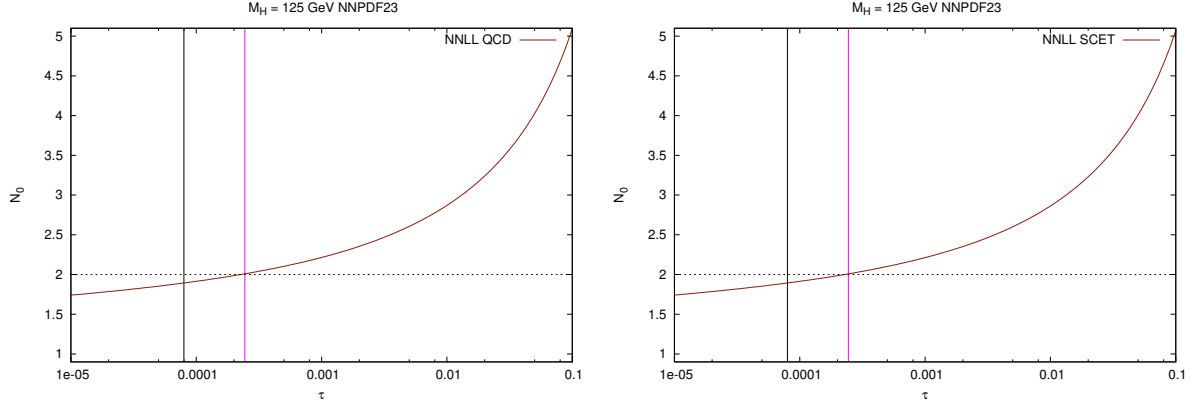 M_H = 125 GeV NNPDF23
NNLL QCD
N_0
5
4.5
4
3.5
3
2.5
2
1.5
1
1e-05 0.0001 0.001 0.01 0.1
τ
M_H = 125 GeV NNPDF23
NNLL SCET
N_0
5
4.5
4
3.5
3
2.5
2
1.5
1
1e-05 0.0001 0.001 0.01 0.1
τ